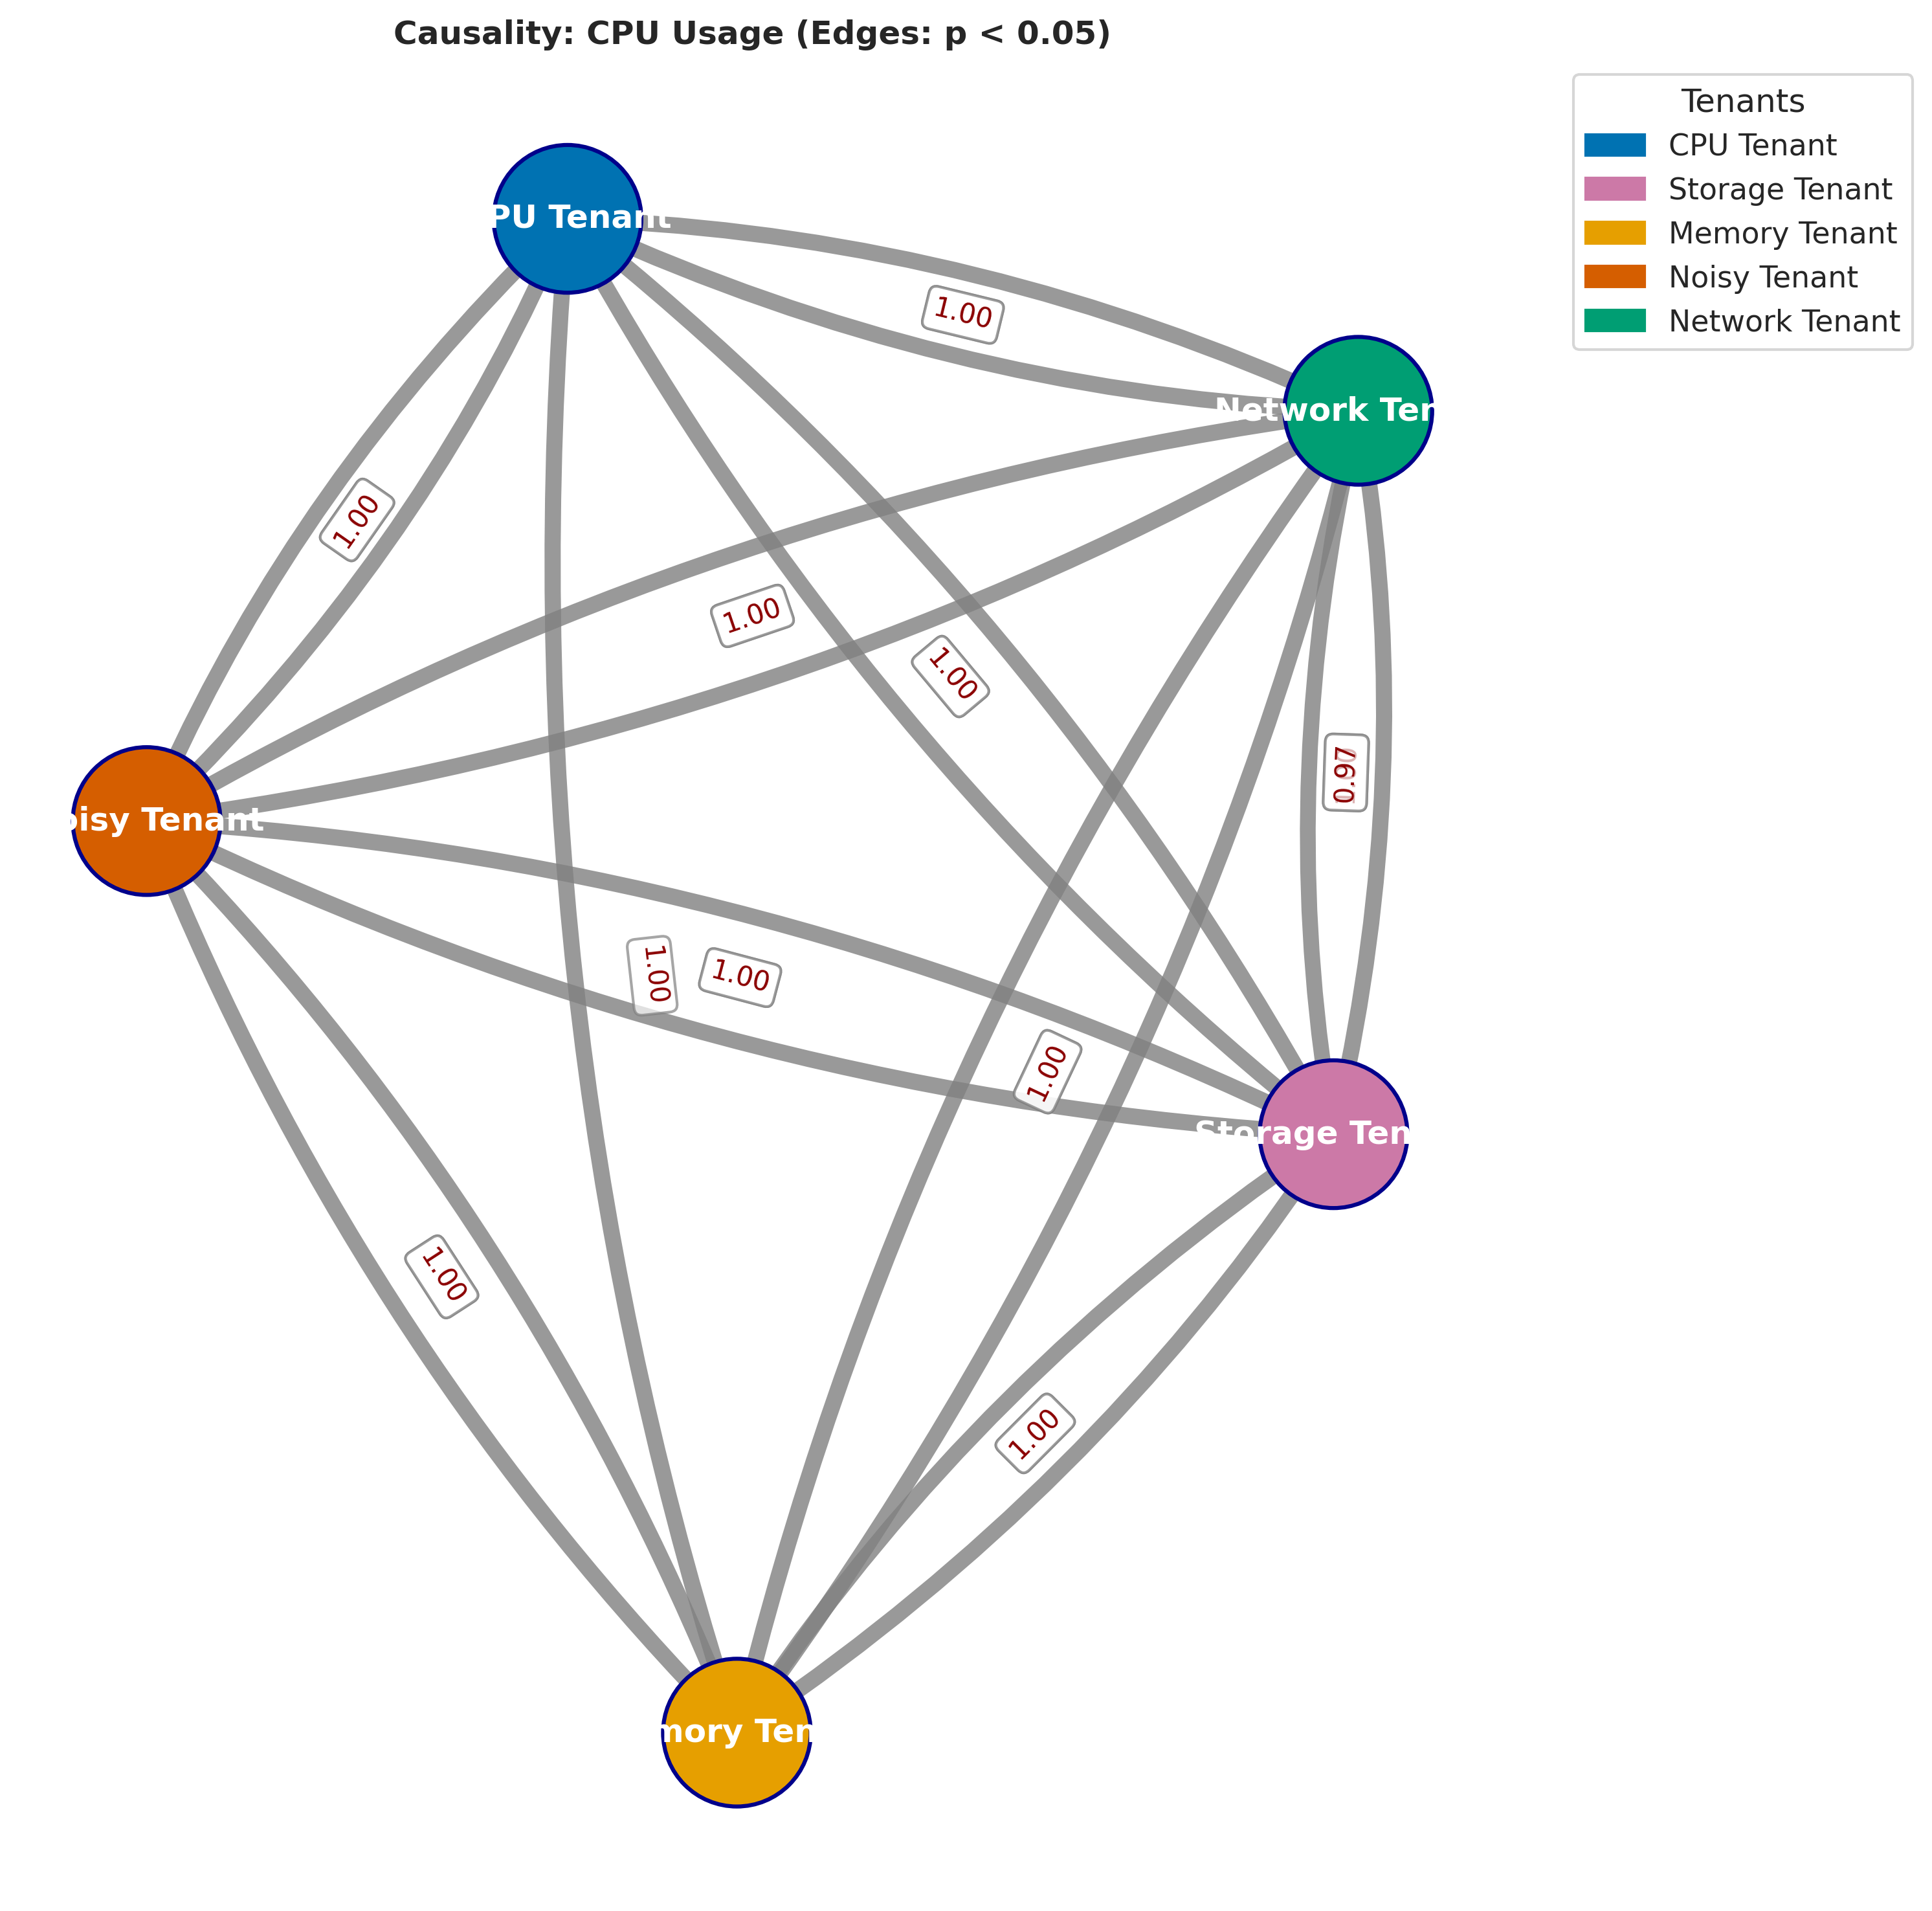 Causality: CPU Usage (Edges: p < 0.05)
Tenants
CPU Tenant
Storage Tenant
Memory Tenant
Noisy Tenant
Network Tenant
PU Tenant
1.00
Network Ten
1.00
1.00
1.00
0.97
oisy Tenant
1.00
1.00
1.00
Storage Ten
1.00
1.00
mory Ten